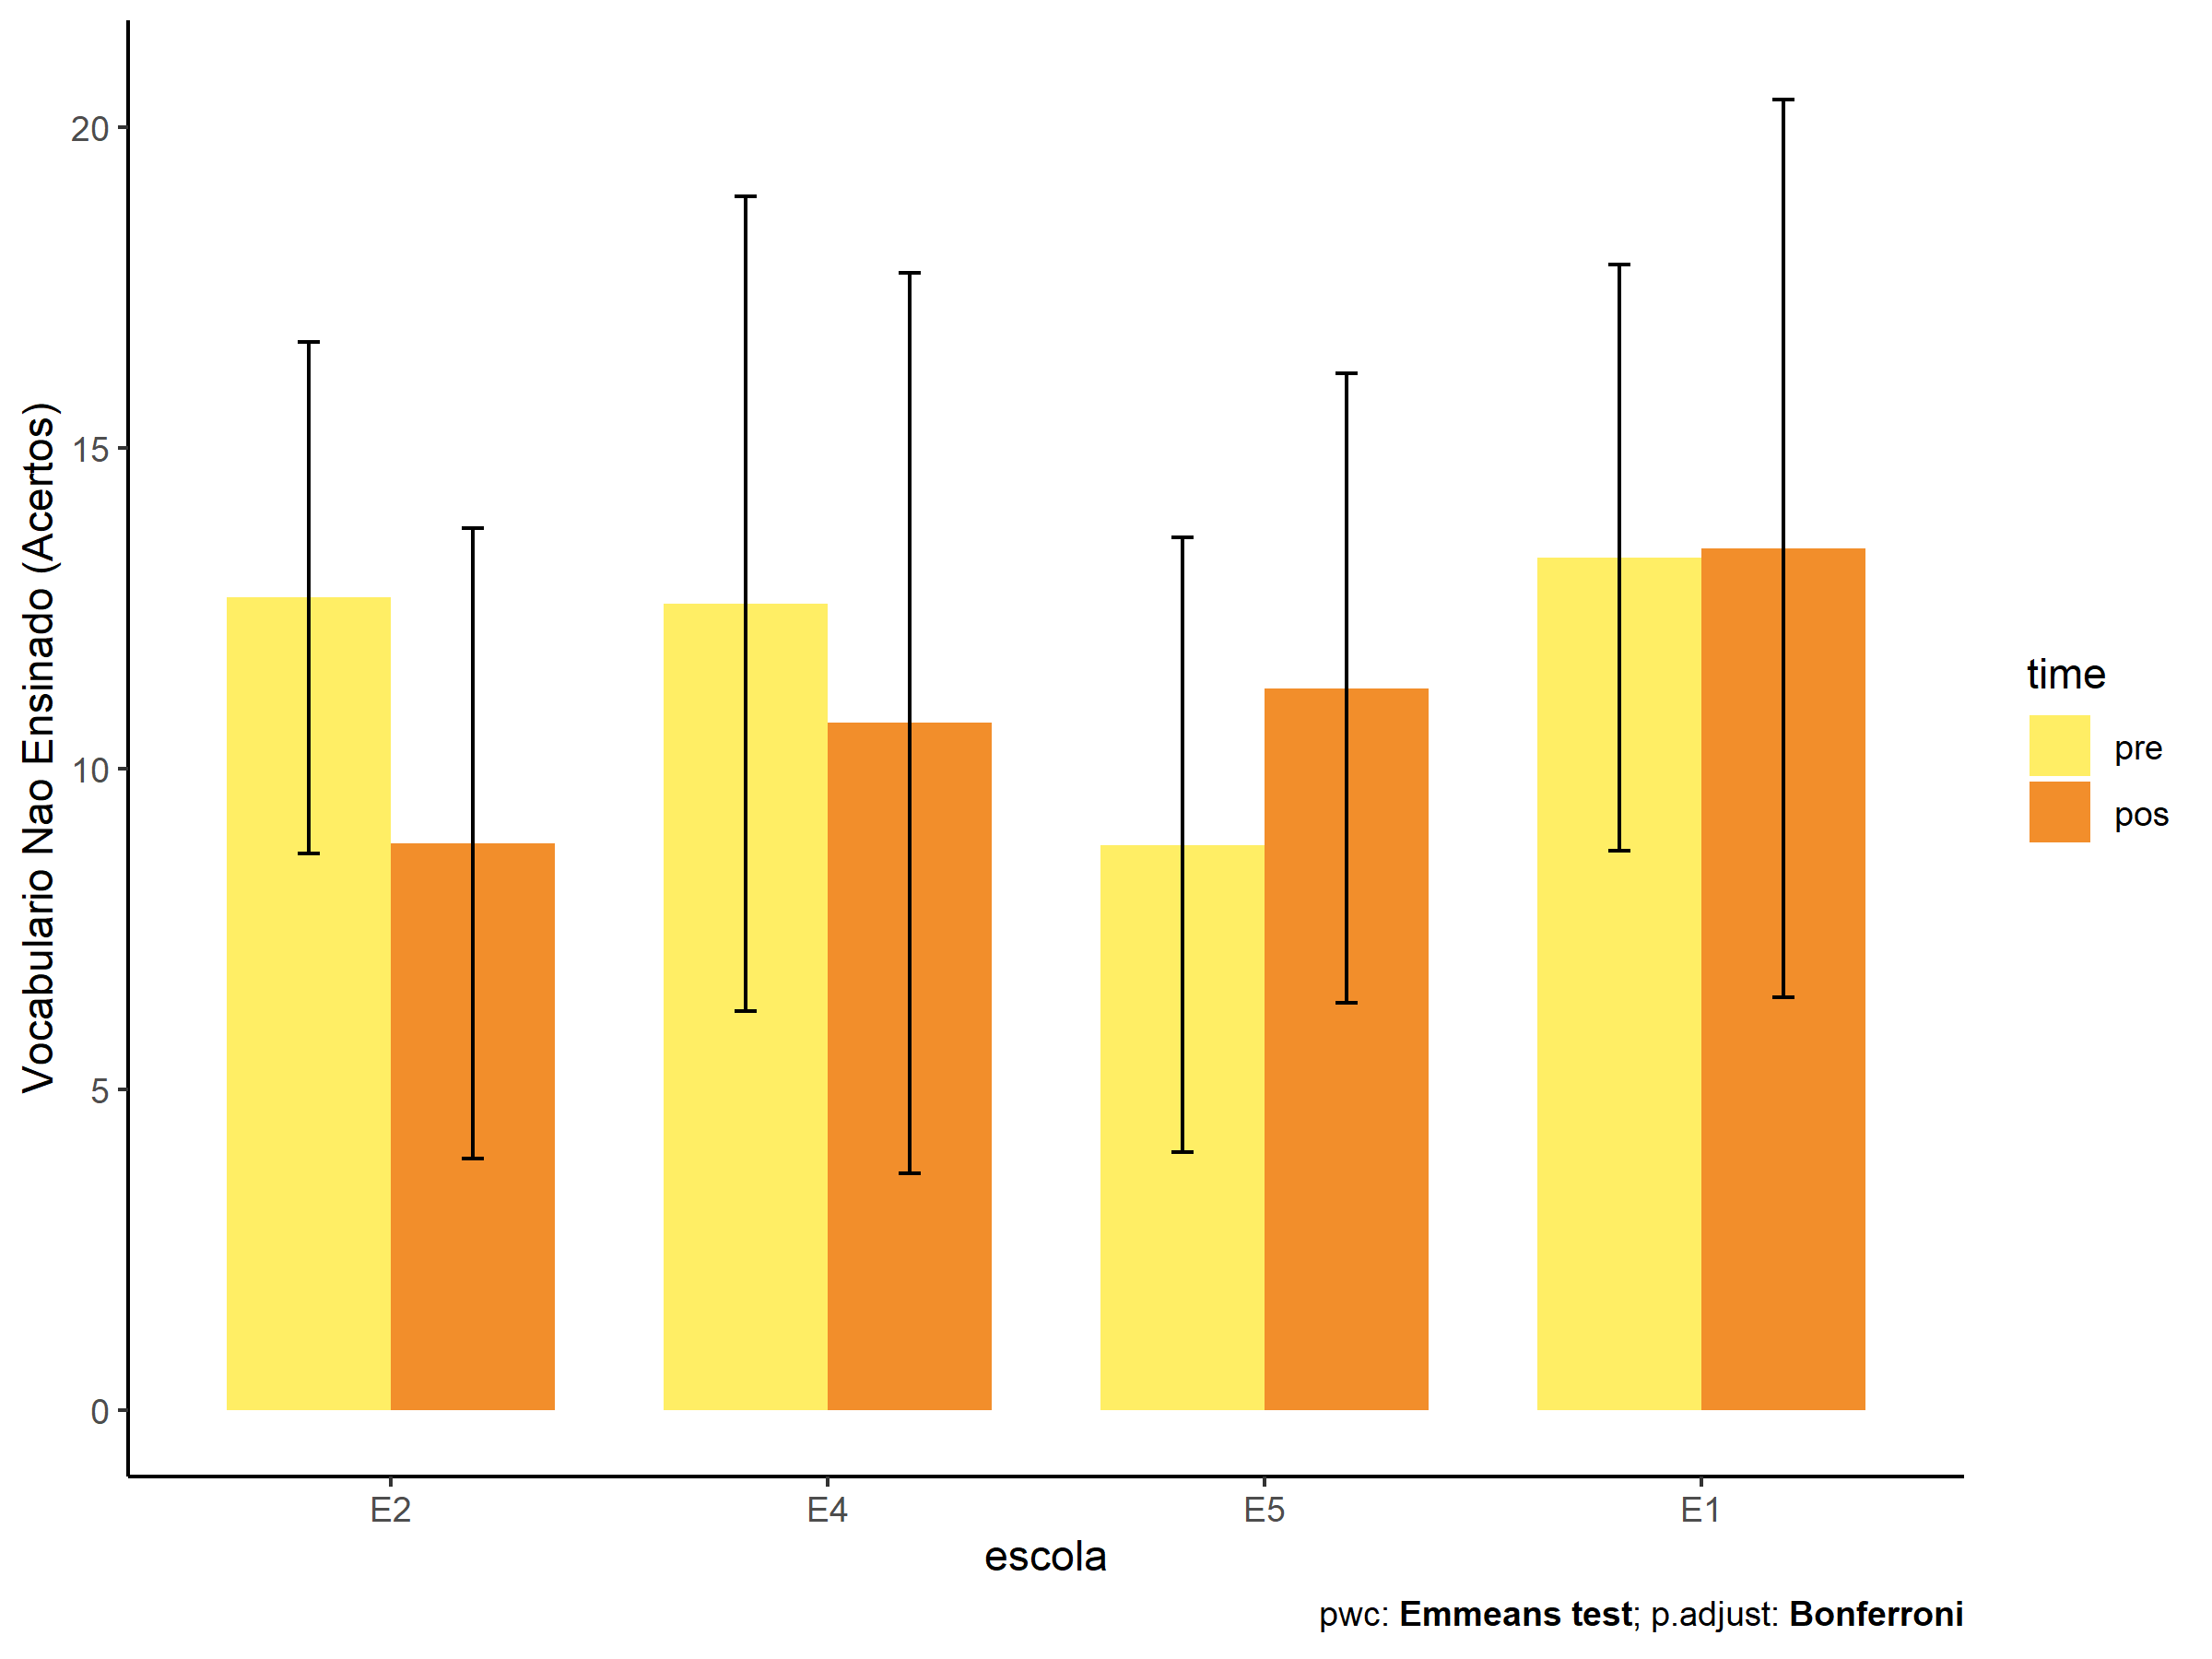 Vocabulario Nao Ensinado (Acertos)
20
15
10
5
0
E2
E4
E5
E1
escola
time
pre
pos
pwc: Emmeans test; p.adjust: Bonferroni